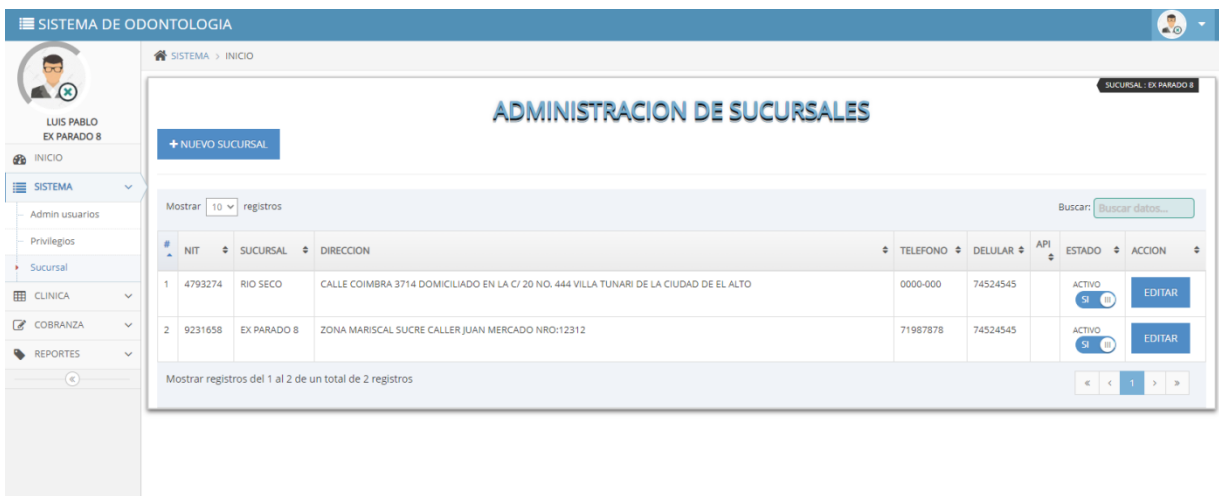 SISTEMA DE ODONTOLOGIA
LUIS PABLO
EX PARADO 8
INICIO
SISTEMA
Admin usuarios
Privilegios
Sucursal
CLINICA
COBRANZA
REPORTES
SISTEMA > INICIO
SUCURSAL : EX PARADO 8
ADMINISTRACION DE SUCURSALES
+ NUEVO SUCURSAL
Mostrar 10 registros Buscar: Buscar datos...
# NIT SUCURSAL DIRECCION TELEFONO DELULAR API ESTADO ACCION
1 4793274 RIO SECO CALLE COIMBRA 3714 DOMICILIADO EN LA C/ 20 NO. 444 VILLA TUNARI DE LA CIUDAD DE EL ALTO 0000-000 74524545 ACTIVO SI EDITAR
2 9231658 EX PARADO 8 ZONA MARISCAL SUCRE CALLER JUAN MERCADO NRO:12312 71987878 74524545 ACTIVO SI EDITAR
Mostrar registros del 1 al 2 de un total de 2 registros « < 1 > »